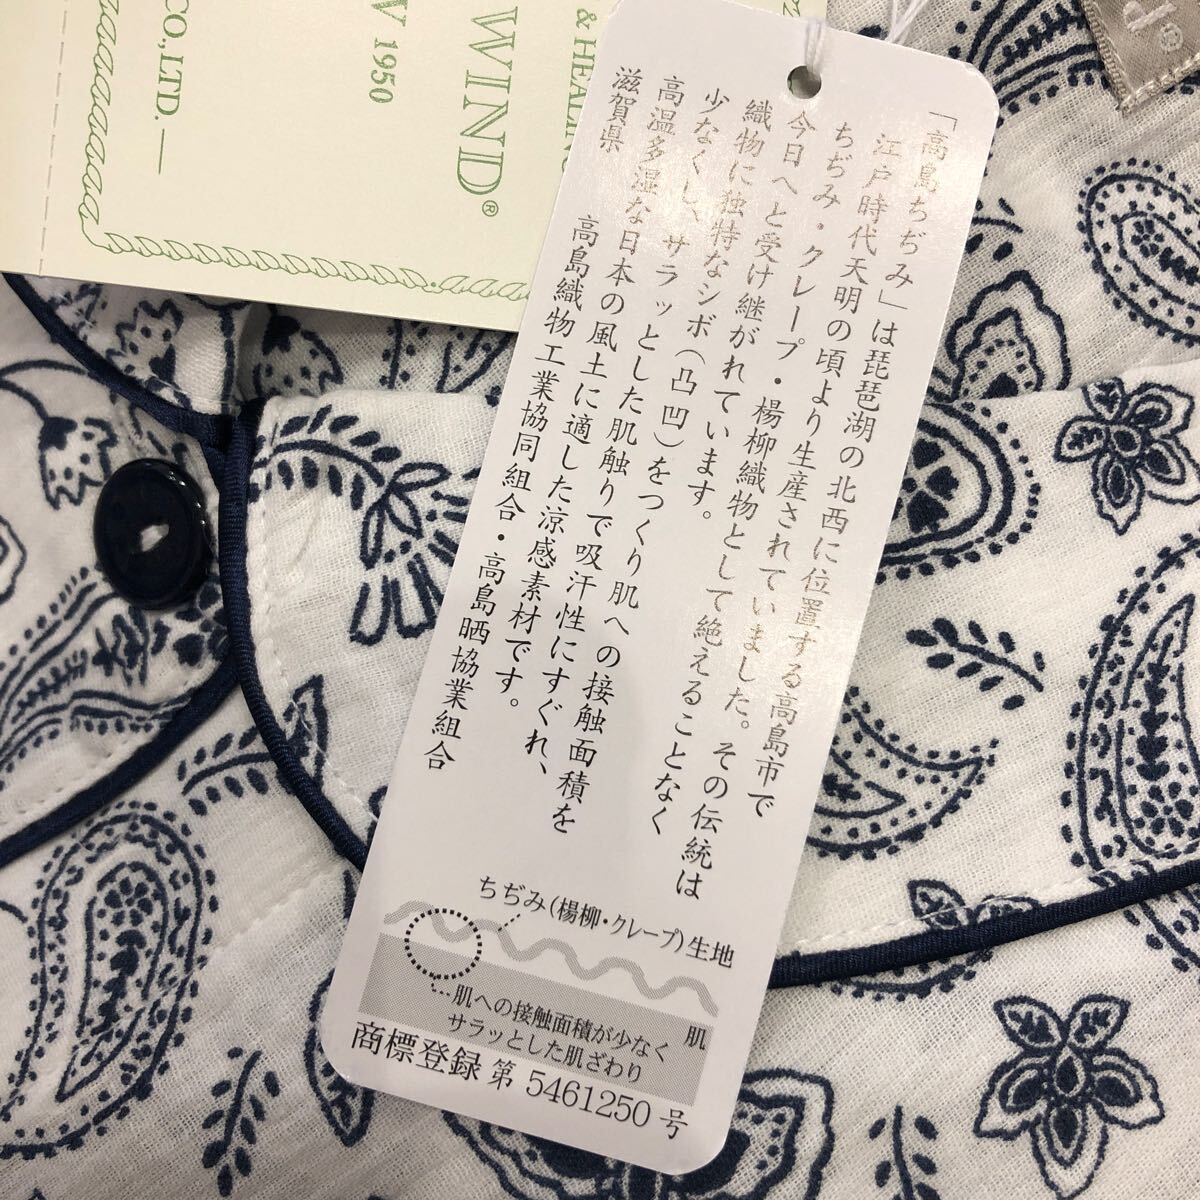 「高島ちぢみ」は琵琶湖の北西に位置する高島市で
江戸時代天明の頃より生産されていました。その伝統は
ちぢみ・クレープ・楊柳織物として絶えることなく
今日へと受け継がれています。
織物に独特なシボ(凸凹)をつくり肌への接触面積を
少なくし、サラッとした肌触りで吸汗性にすぐれ、
高温多湿な日本の風土に適した涼感素材です。
滋賀県 高島織物工業協同組合・高島晒協業組合
ちぢみ(楊柳・クレープ)生地
肌
肌への接触面積が少なく
サラッとした肌ざわり
商標登録 第5461250号
& HEALING
WIND®
W 1950
CO.,LTD.